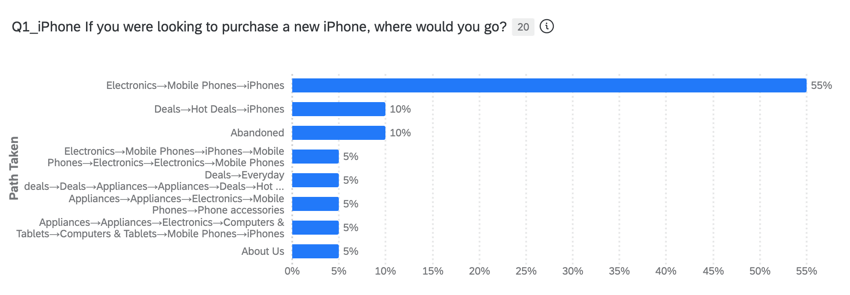 Q1_iPhone If you were looking to purchase a new iPhone, where would you go? 20
Path Taken
Electronics→Mobile Phones→iPhones
55%
Deals→Hot Deals→iPhones
10%
Abandoned
10%
Electronics→Mobile Phones→iPhones→Mobile
Phones→Electronics→Electronics→Mobile Phones
5%
Deals→Everyday
deals→Deals→Appliances→Appliances→Deals→Hot ...
5%
Appliances→Appliances→Electronics→Mobile
Phones→Phone accessories
5%
Appliances→Appliances→Electronics→Computers &
Tablets→Computers & Tablets→Mobile Phones→iPhones
5%
About Us
5%
0% 5% 10% 15% 20% 25% 30% 35% 40% 45% 50% 55%